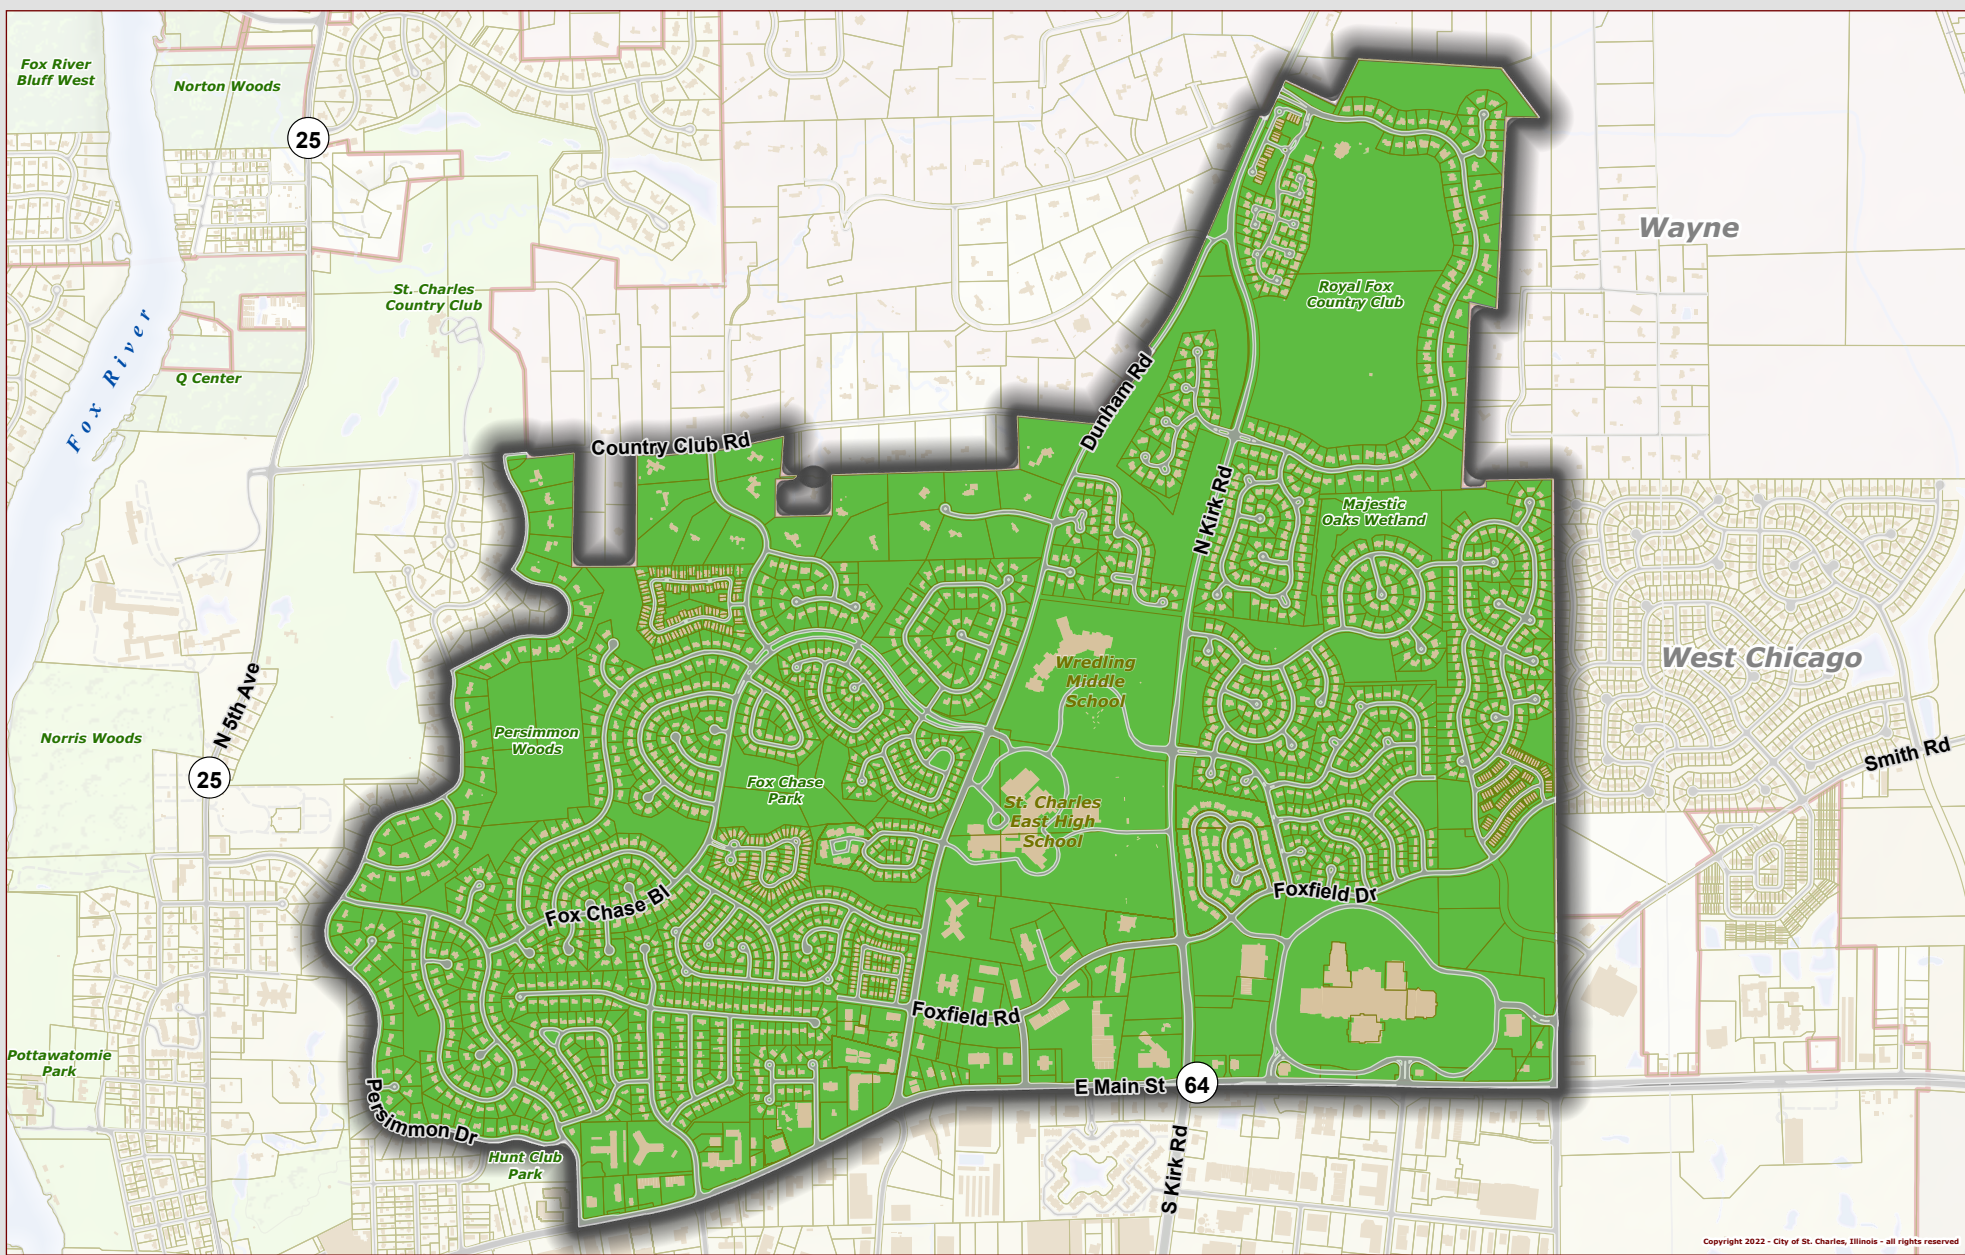 Fox River
Bluff West
Norton Woods
25
Wayne
St. Charles
Country Club
Royal Fox
Country Club
Fox River
Q Center
Dunham Rd
Country Club Rd
N Kirk Rd
Majestic
Oaks Wetland
West Chicago
Wredling
Middle
School
N 5th Ave
Norris Woods
Persimmon
Woods
Smith Rd
25
Fox Chase
Park
St. Charles
East High
School
Foxfield Dr
Fox Chase Bl
Foxfield Rd
Pottawatomie
Park
E Main St
64
Persimmon Dr
Hunt Club
Park
S Kirk Rd
Copyright 2022 - City of St. Charles, Illinois - all rights reserved